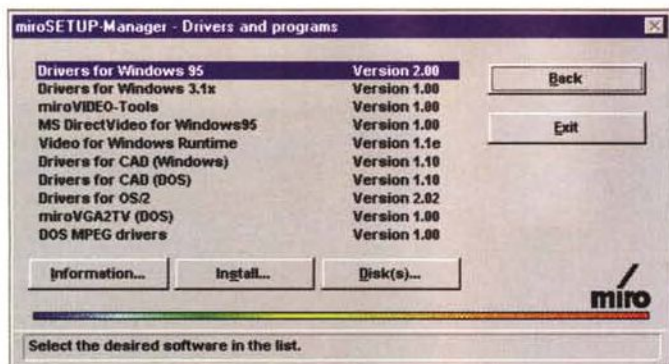 miroSETUP-Manager - Drivers and programs
Drivers for Windows 95 Version 2.00
Drivers for Windows 3.1x Version 1.00
miroVIDEO-Tools Version 1.00
MS DirectVideo for Windows95 Version 1.00
Video for Windows Runtime Version 1.1e
Drivers for CAD (Windows) Version 1.10
Drivers for CAD (DOS) Version 1.10
Drivers for OS/2 Version 2.02
miroVGA2TV (DOS) Version 1.00
DOS MPEG drivers Version 1.00
Back
Exit
Information...
Install...
Disk(s)...
miro
Select the desired software in the list.